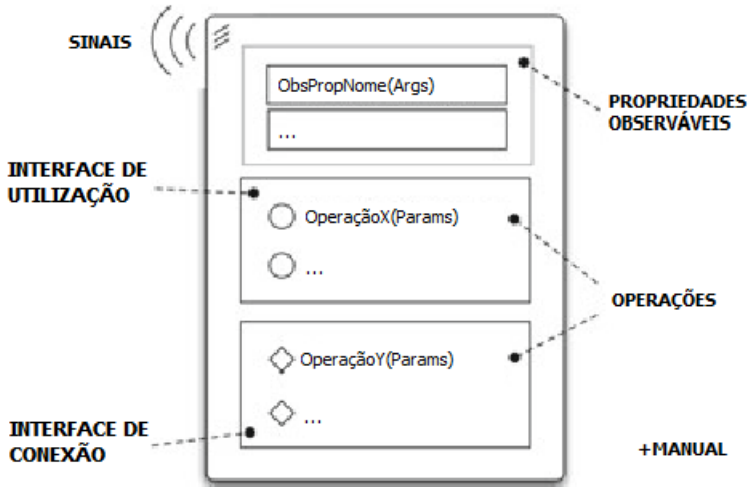 SINAIS
ObsPropNome(Args)
...
PROPRIEDADES
OBSERVÁVEIS
INTERFACE DE
UTILIZAÇÃO
OperaçãoX(Params)
...
OPERAÇÕES
OperaçãoY(Params)
...
INTERFACE DE
CONEXÃO
+MANUAL